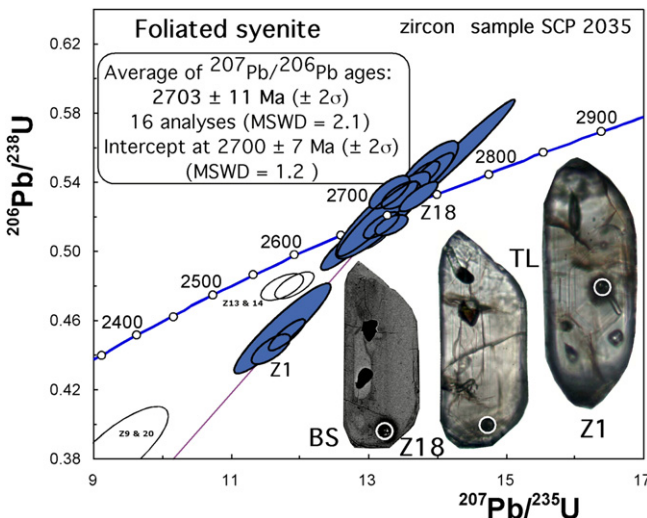 Foliated syenite
zircon sample SCP 2035
Average of 207Pb/206Pb ages:
2703 ± 11 Ma (± 2σ)
16 analyses (MSWD = 2.1)
Intercept at 2700 ± 7 Ma (± 2σ)
(MSWD = 1.2 )
206Pb/238U
0.62
0.58
0.54
0.50
0.46
0.42
0.38
2900
2800
2700
2600
2500
2400
Z18
Z13 & 14
Z1
Z9 & 20
TL
BS
Z18
Z1
9
11
13
15
17
207Pb/235U